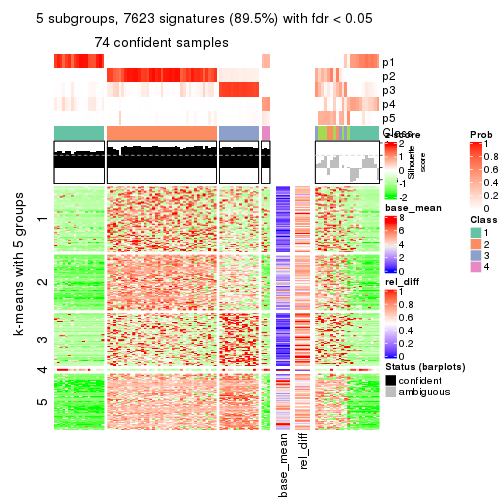 5 subgroups, 7623 signatures (89.5%) with fdr < 0.05
74 confident samples
p1
p2
p3
p4
p5
Class
k-means with 5 groups
1
2
3
4
5
base_mean
rel_diff
Silhouette
score
z-score
2
1
0
-1
-2
base_mean
8
6
4
2
0
rel_diff
1
0.8
0.6
0.4
0.2
0
Status (barplots)
confident
ambiguous
Prob
1
0.8
0.6
0.4
0.2
0
Class
1
2
3
4